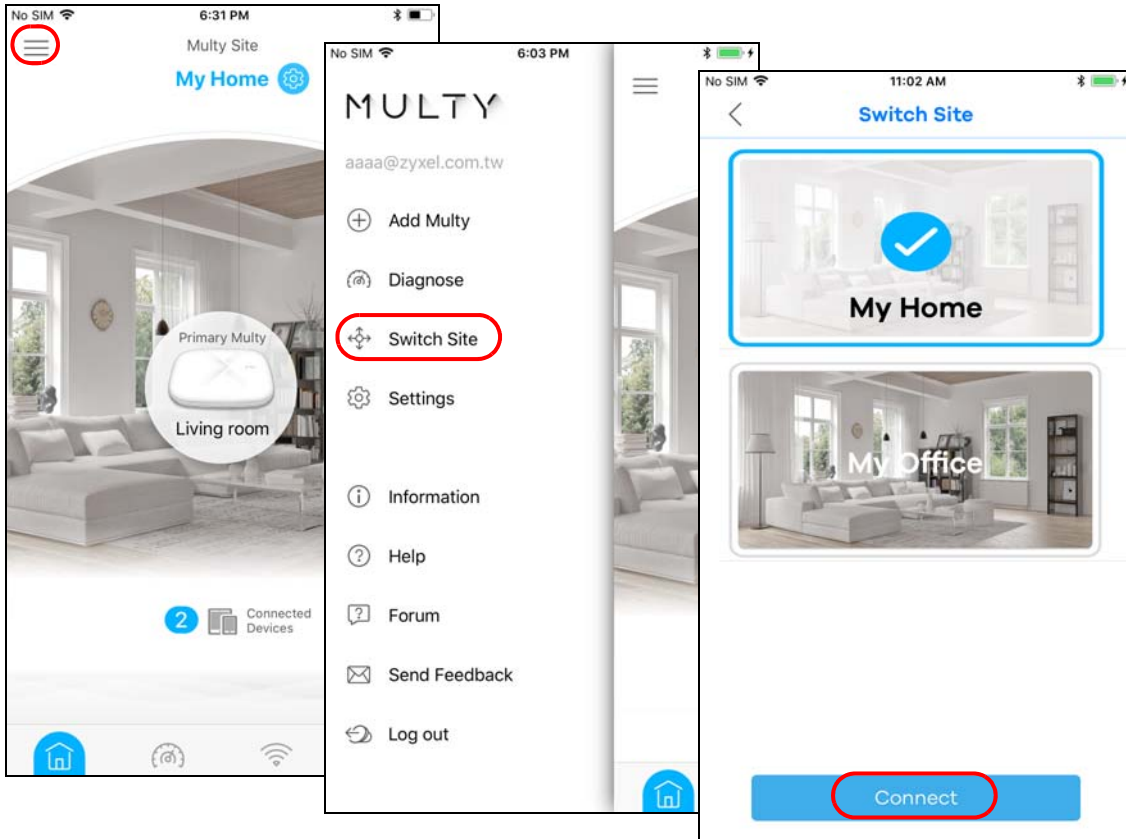 No SIM 6:31 PM
Multy Site
My Home
Primary Multy
Living room
2 Connected
Devices
No SIM 6:03 PM
MULTY
aaaa@zyxel.com.tw
Add Multy
Diagnose
Switch Site
Settings
Information
Help
Forum
Send Feedback
Log out
No SIM 11:02 AM
Switch Site
My Home
My Office
Connect